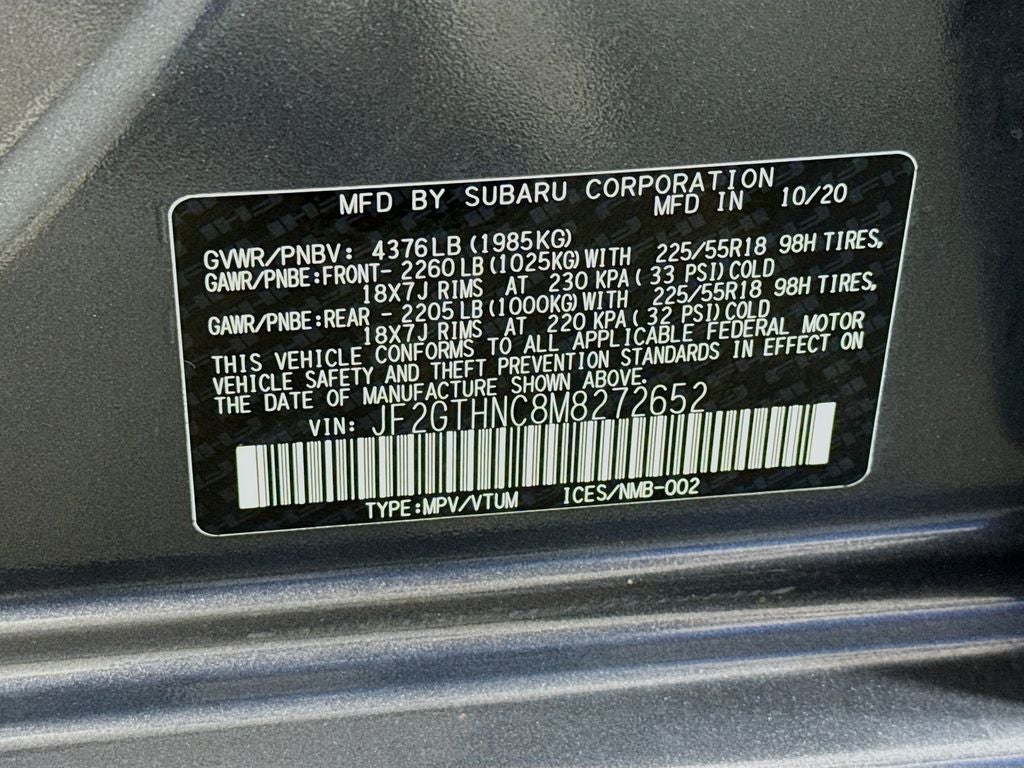 MFD BY SUBARU CORPORATION
MFD IN 10/20
GVWR/PNBV: 4376LB (1985KG)
GAWR/PNBE:FRONT- 2260 LB (1025KG) WITH 225/55R18 98H TIRES,
18X7J RIMS AT 230 KPA (33 PSI) COLD
GAWR/PNBE:REAR - 2205 LB (1000KG) WITH 225/55R18 98H TIRES,
18X7J RIMS AT 220 KPA (32 PSI) COLD
THIS VEHICLE CONFORMS TO ALL APPLICABLE FEDERAL MOTOR
VEHICLE SAFETY AND THEFT PREVENTION STANDARDS IN EFFECT ON
THE DATE OF MANUFACTURE SHOWN ABOVE.
VIN: JF2GTHNC8M8272652
TYPE:MPV/VTUM ICES/NMB-002